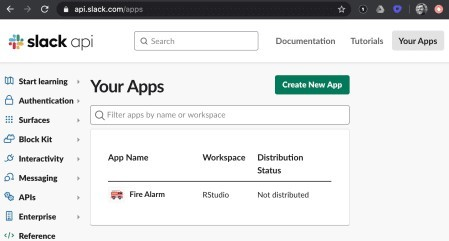 api.slack.com/apps
slack api
Search
Documentation
Tutorials
Your Apps
Start learning
Authentication
Surfaces
Block Kit
Interactivity
Messaging
APIs
Enterprise
Reference
Your Apps
Create New App
Filter apps by name or workspace
App Name Workspace Distribution
Status
Fire Alarm RStudio Not distributed